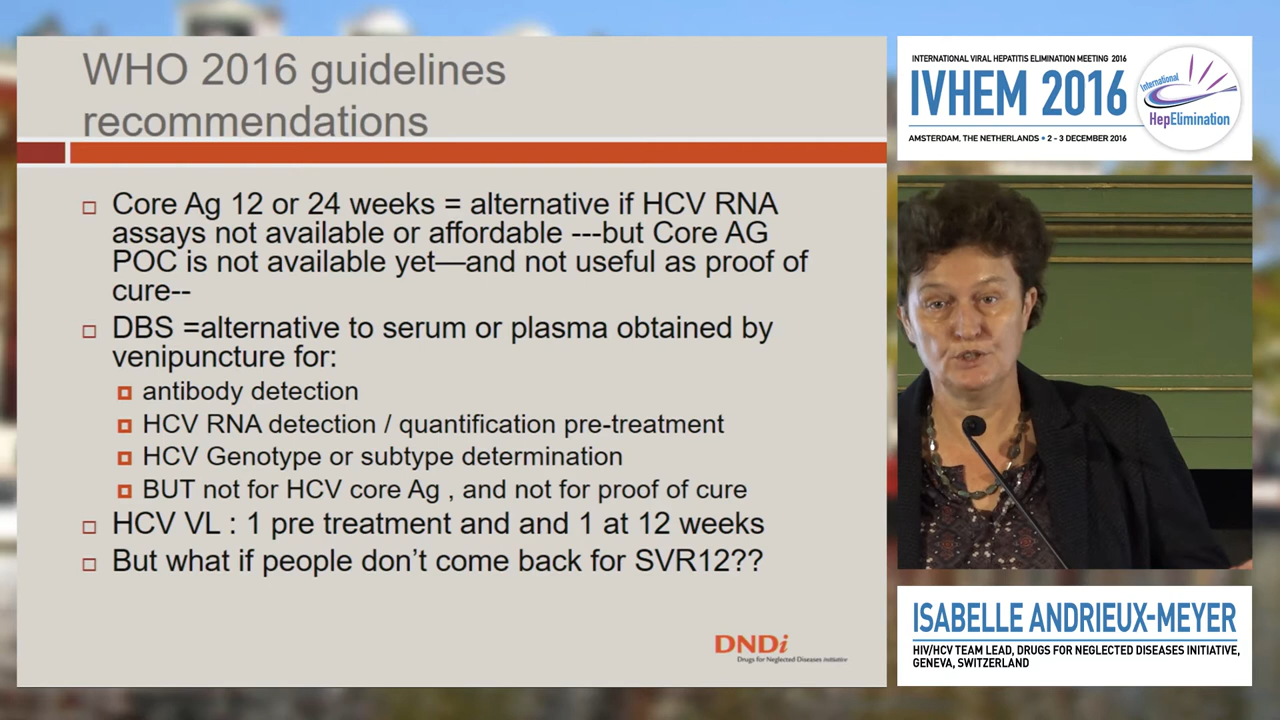 WHO 2016 guidelines
recommendations
Core Ag 12 or 24 weeks = alternative if HCV RNA
assays not available or affordable ---but Core AG
POC is not available yet—and not useful as proof of
cure--
DBS =alternative to serum or plasma obtained by
venipuncture for:
antibody detection
HCV RNA detection / quantification pre-treatment
HCV Genotype or subtype determination
BUT not for HCV core Ag , and not for proof of cure
HCV VL : 1 pre treatment and and 1 at 12 weeks
But what if people don't come back for SVR12??
DNDi
Drugs for Neglected Diseases initiative
INTERNATIONAL VIRAL HEPATITIS ELIMINATION MEETING 2016
IVHEM 2016
AMSTERDAM, THE NETHERLANDS • 2 - 3 DECEMBER 2016
International
HepElimination
ISABELLE ANDRIEUX-MEYER
HIV/HCV TEAM LEAD, DRUGS FOR NEGLECTED DISEASES INITIATIVE,
GENEVA, SWITZERLAND